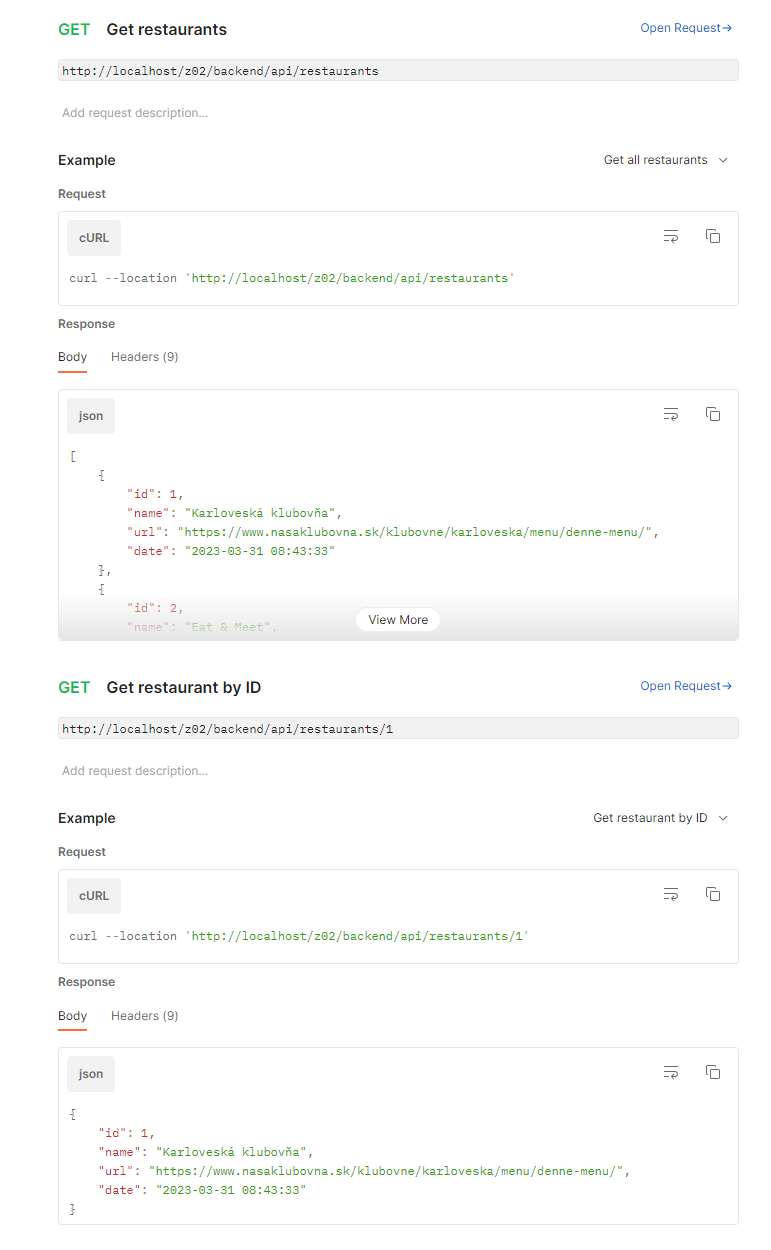 GET Get restaurants Open Request→
http://localhost/z02/backend/api/restaurants
Add request description…
Example Get all restaurants
Request
cURL
curl --location 'http://localhost/z02/backend/api/restaurants'
Response
Body Headers (9)
json
[
{
"id": 1,
"name": "Karloveská klubovňa",
"url": "https://www.nasaklubovna.sk/klubovne/karloveska/menu/denne-menu/",
"date": "2023-03-31 08:43:33"
},
{
"id": 2,
"name": "Eat & Meet",
View More
GET Get restaurant by ID Open Request→
http://localhost/z02/backend/api/restaurants/1
Add request description…
Example Get restaurant by ID
Request
cURL
curl --location 'http://localhost/z02/backend/api/restaurants/1'
Response
Body Headers (9)
json
{
"id": 1,
"name": "Karloveská klubovňa",
"url": "https://www.nasaklubovna.sk/klubovne/karloveska/menu/denne-menu/",
"date": "2023-03-31 08:43:33"
}